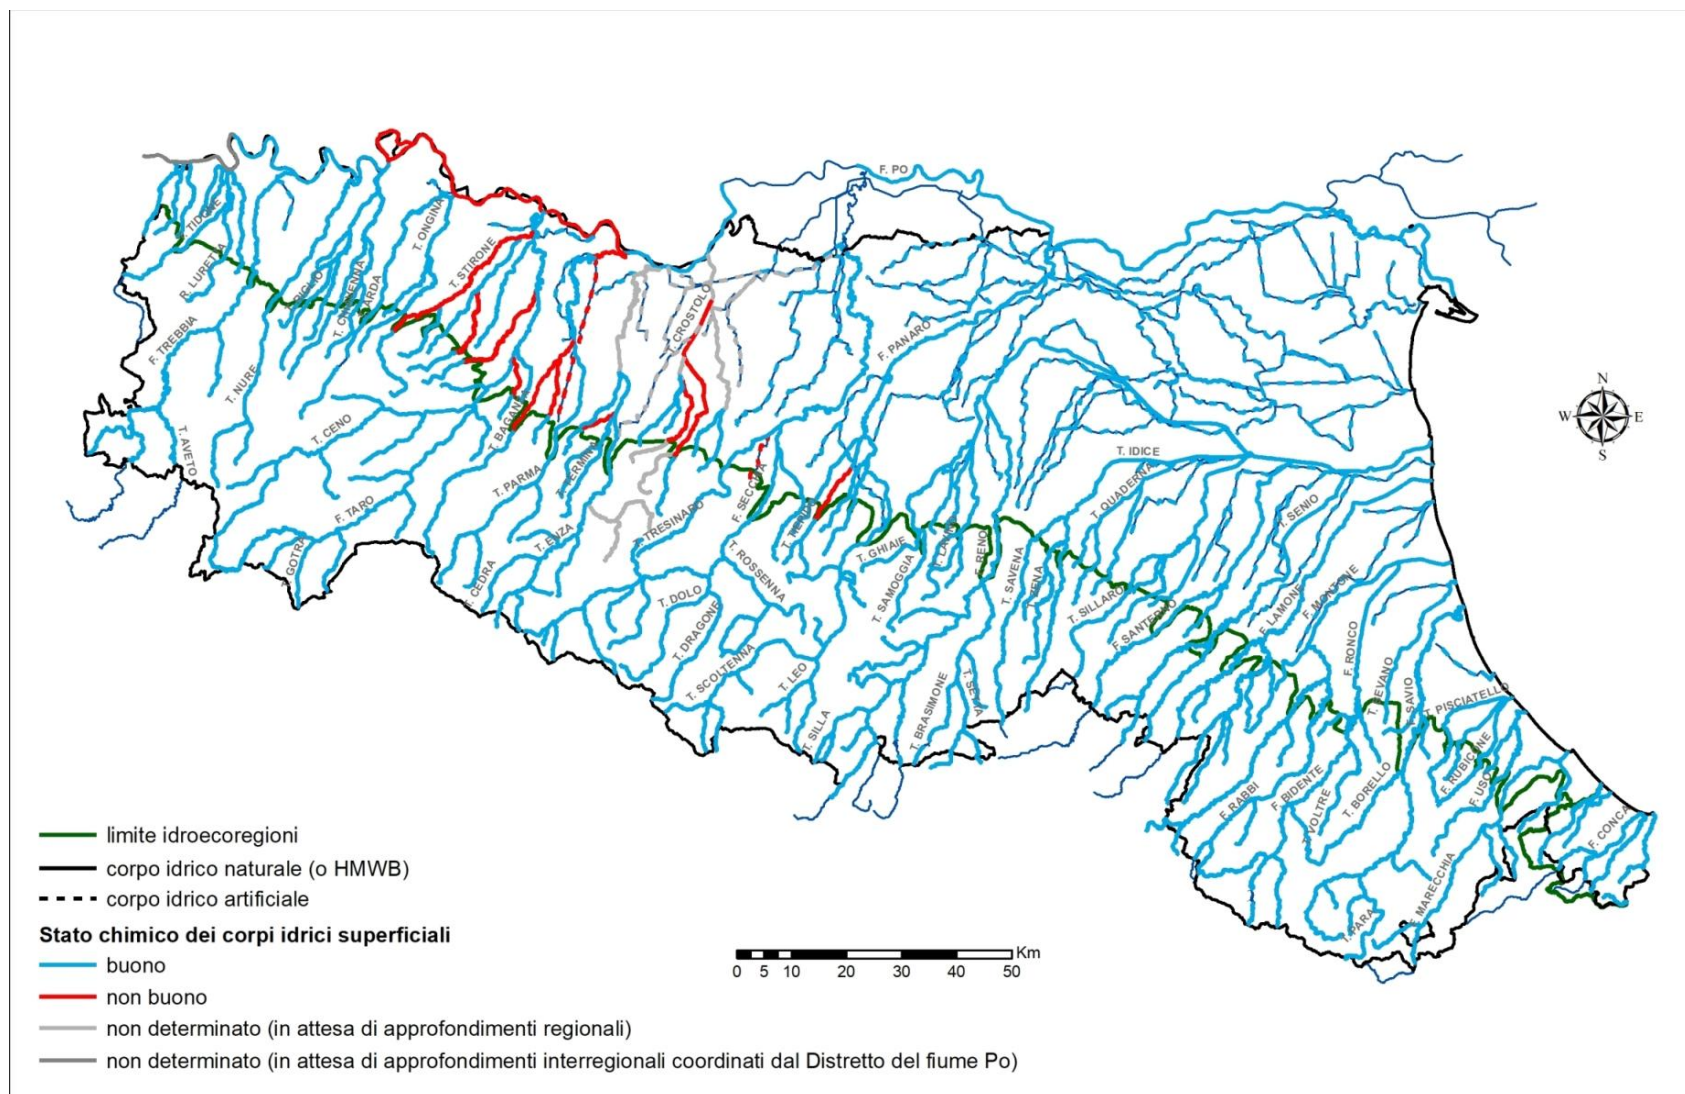 F. PO
T. TIDONE
R. LURETTA
F. TREBBIA
T. NURE
T. AVETO
T. RIGLIO
T. CHIAVENNA
T. ARDA
T. ONGINA
T. STIRONE
T. CENO
F. TARO
T. GOTRA
T. BAGANZA
T. PARMA
T. TERMINA
T. ENZA
T. CEDRA
T. CROSTOLO
T. TRESINARO
F. SECCHIA
T. ROSSENNA
T. DOLO
T. DRAGONE
T. SCOLTENNA
T. LEO
T. SILLA
F. PANARO
T. GHIAIE
T. SAMOGGIA
T. LAVINO
F. RENO
T. SAVENA
T. ZENA
T. BRASIMONE
T. SETTA
T. IDICE
T. QUADERNA
T. SILLARO
F. SANTERNO
T. SENIO
F. LAMONE
F. MONTONE
F. RONCO
T. BEVANO
F. SAVIO
T. PISCIATELLO
F. RABBI
F. BIDENTE
T. VOLTRE
T. BORELLO
F. RUBICONE
F. USO
F. CONCA
F. MARECCHIA
T. PARA
N
W
E
S
limite idroecoregioni
corpo idrico naturale (o HMWB)
corpo idrico artificiale
Stato chimico dei corpi idrici superficiali
buono
non buono
non determinato (in attesa di approfondimenti regionali)
non determinato (in attesa di approfondimenti interregionali coordinati dal Distretto del fiume Po)
Km
0 5 10 20 30 40 50